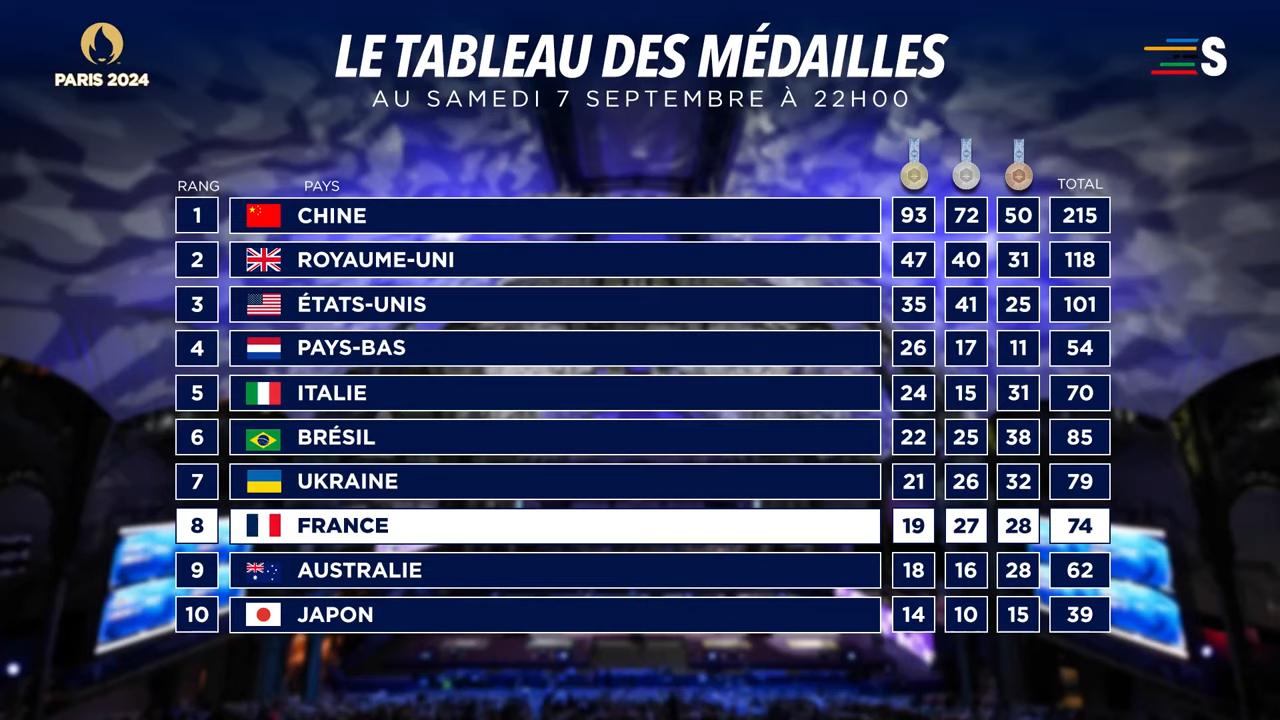 PARIS 2024
LE TABLEAU DES MÉDAILLES
S
AU SAMEDI 7 SEPTEMBRE À 22H00
RANG PAYS TOTAL
1 CHINE 93 72 50 215
2 ROYAUME-UNI 47 40 31 118
3 ÉTATS-UNIS 35 41 25 101
4 PAYS-BAS 26 17 11 54
5 ITALIE 24 15 31 70
6 BRÉSIL 22 25 38 85
7 UKRAINE 21 26 32 79
8 FRANCE 19 27 28 74
9 AUSTRALIE 18 16 28 62
10 JAPON 14 10 15 39